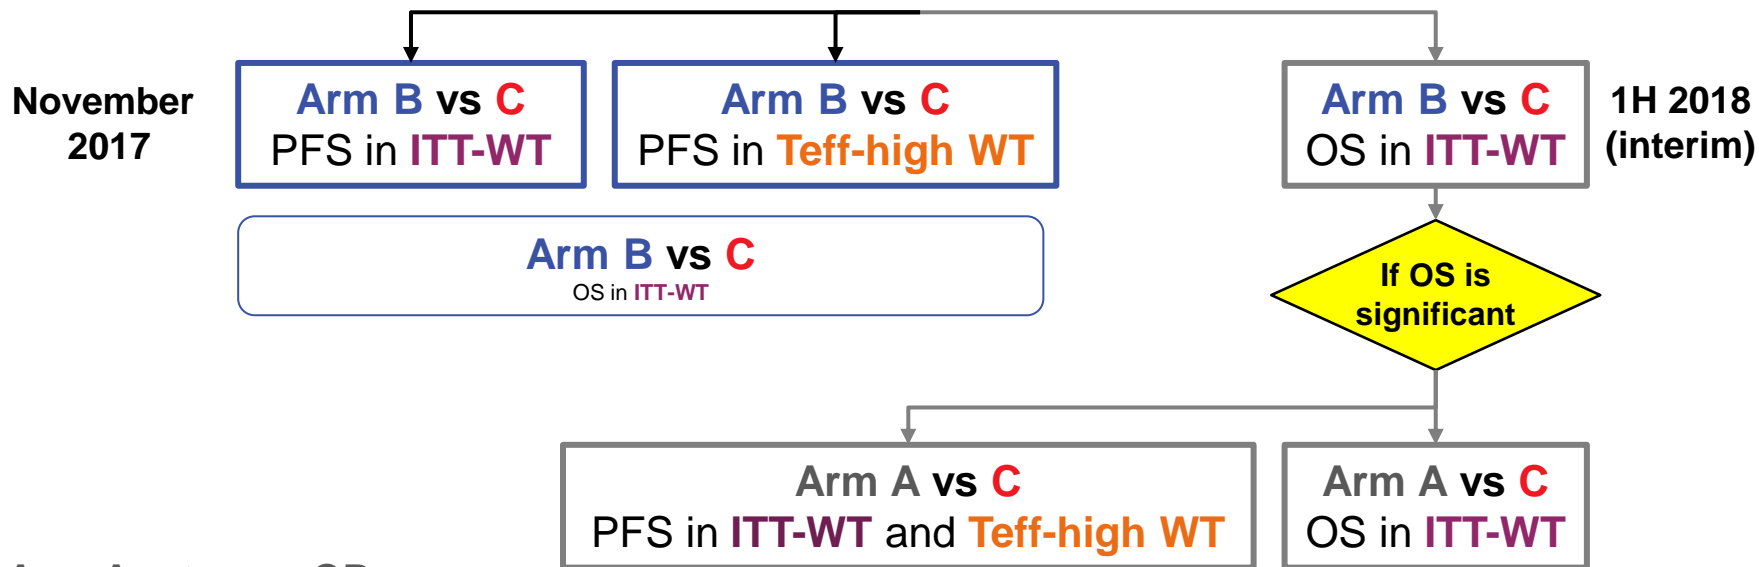 November
2017
Arm B vs C
PFS in ITT-WT
Arm B vs C
PFS in Teff-high WT
Arm B vs C
OS in ITT-WT
1H 2018
(interim)
Arm B vs C
OS in ITT-WT
If OS is
significant
Arm A vs C
PFS in ITT-WT and Teff-high WT
Arm A vs C
OS in ITT-WT